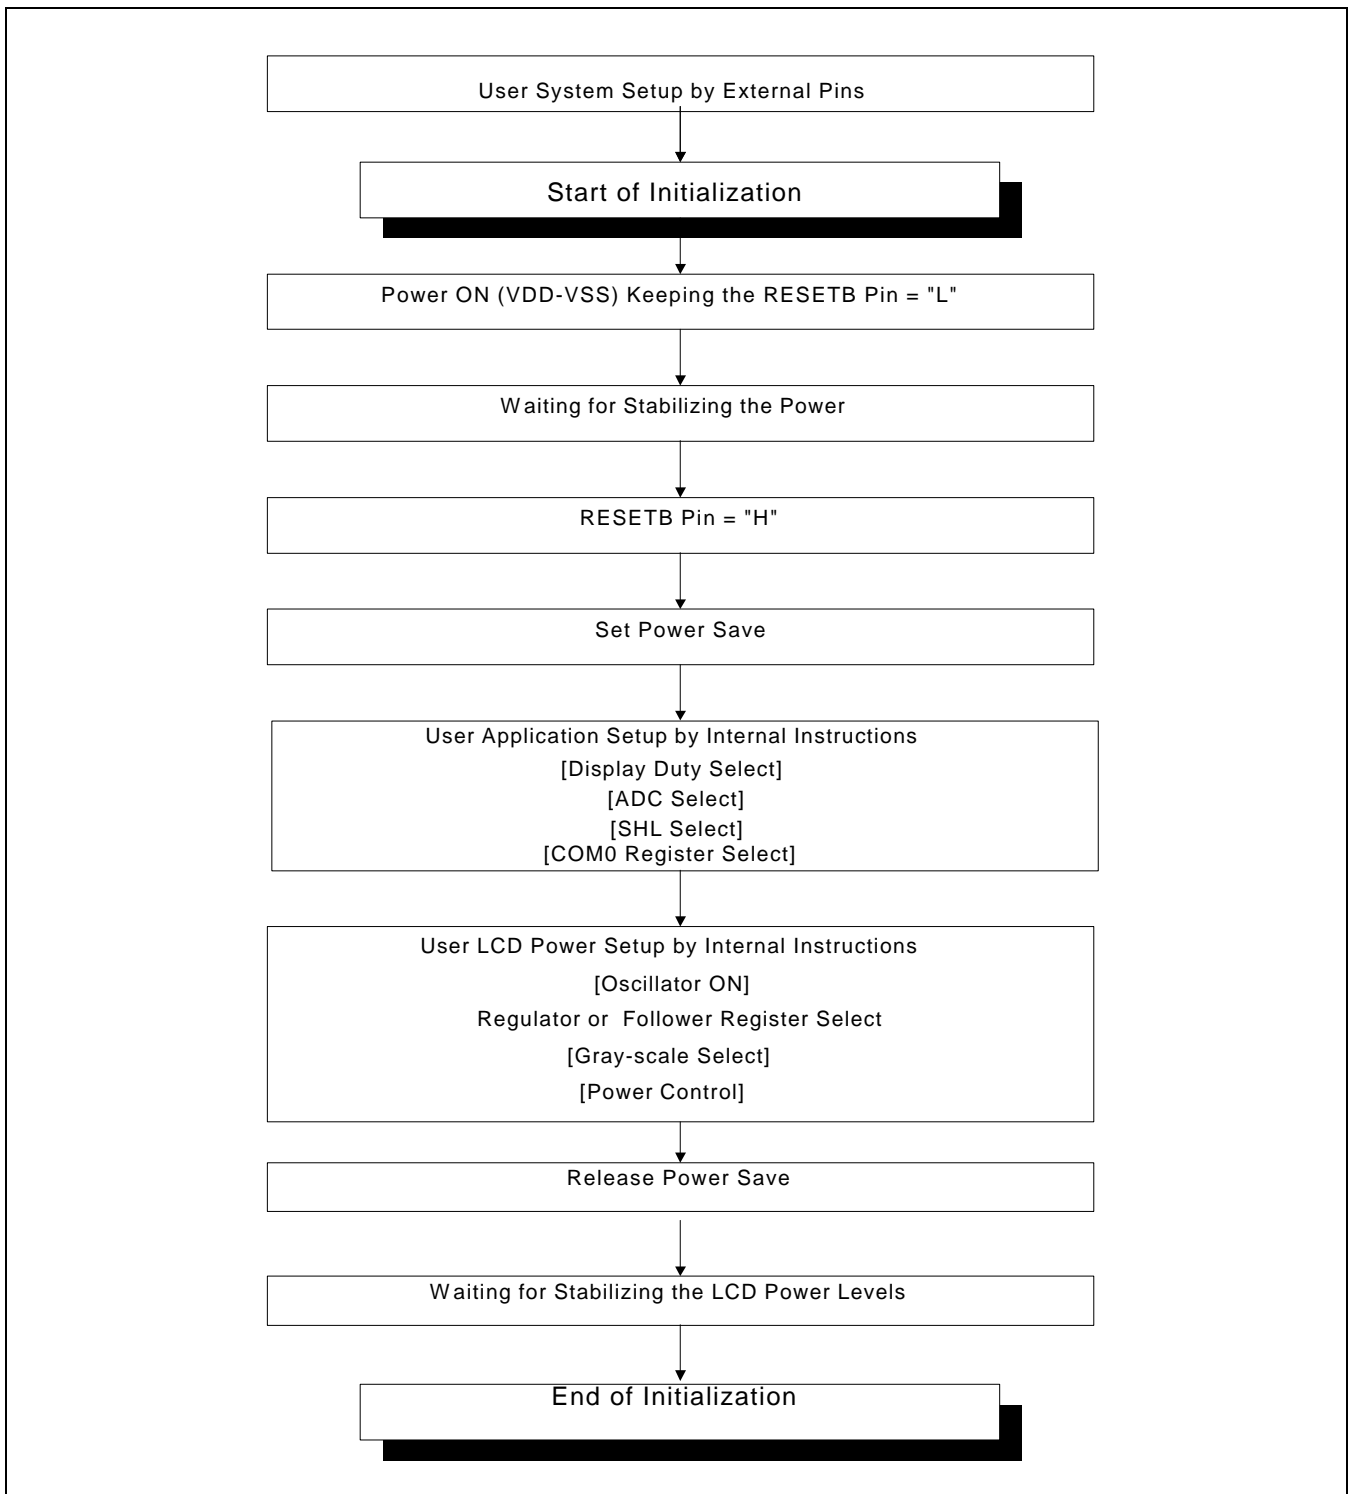 User System Setup by External Pins
Start of Initialization
Power ON (VDD-VSS) Keeping the RESETB Pin = "L"
Waiting for Stabilizing the Power
RESETB Pin = "H"
Set Power Save
User Application Setup by Internal Instructions
[Display Duty Select]
[ADC Select]
[SHL Select]
[COM0 Register Select]
User LCD Power Setup by Internal Instructions
[Oscillator ON]
Regulator or Follower Register Select
[Gray-scale Select]
[Power Control]
Release Power Save
Waiting for Stabilizing the LCD Power Levels
End of Initialization